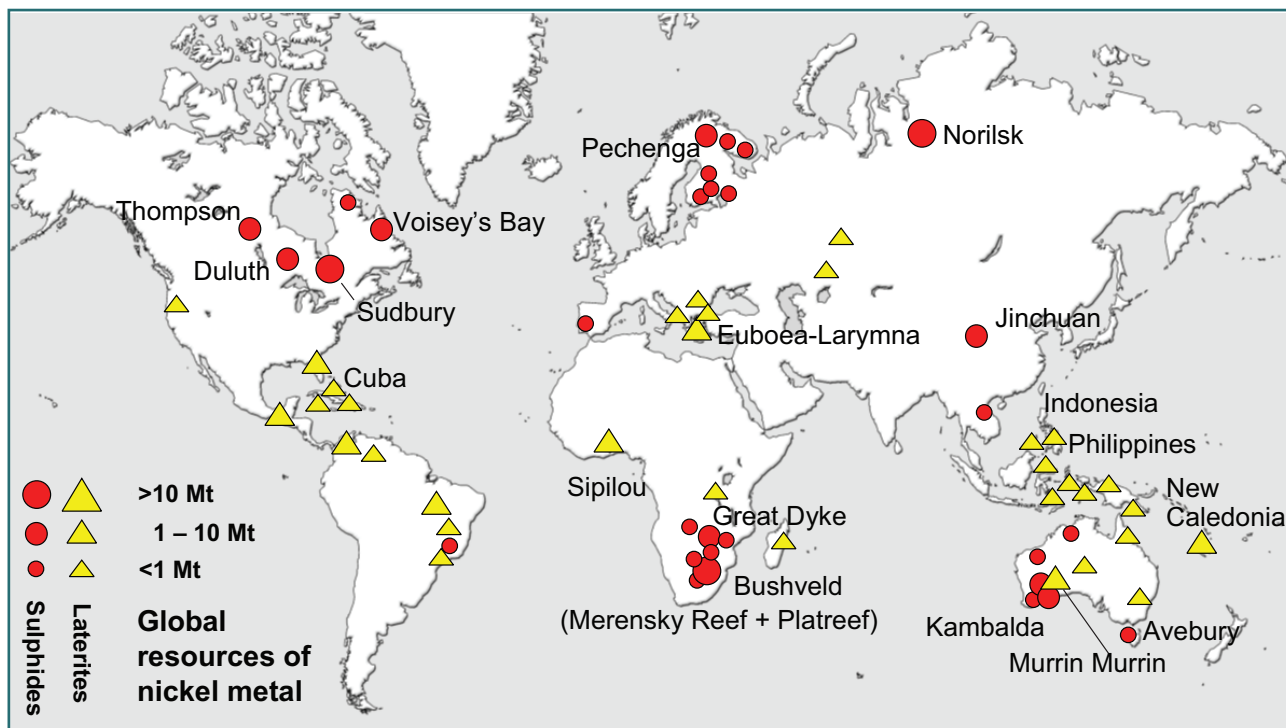 Pechenga
Norilsk
Thompson
Voisey's Bay
Duluth
Sudbury
Jinchuan
Euboea-Larymna
Cuba
Indonesia
Philippines
Sipilou
New
Caledonia
Great Dyke
Bushveld
(Merensky Reef + Platreef)
Kambalda
Avebury
Murrin Murrin
>10 Mt
1 – 10 Mt
<1 Mt
Sulphides
Laterites
Global
resources of
nickel metal